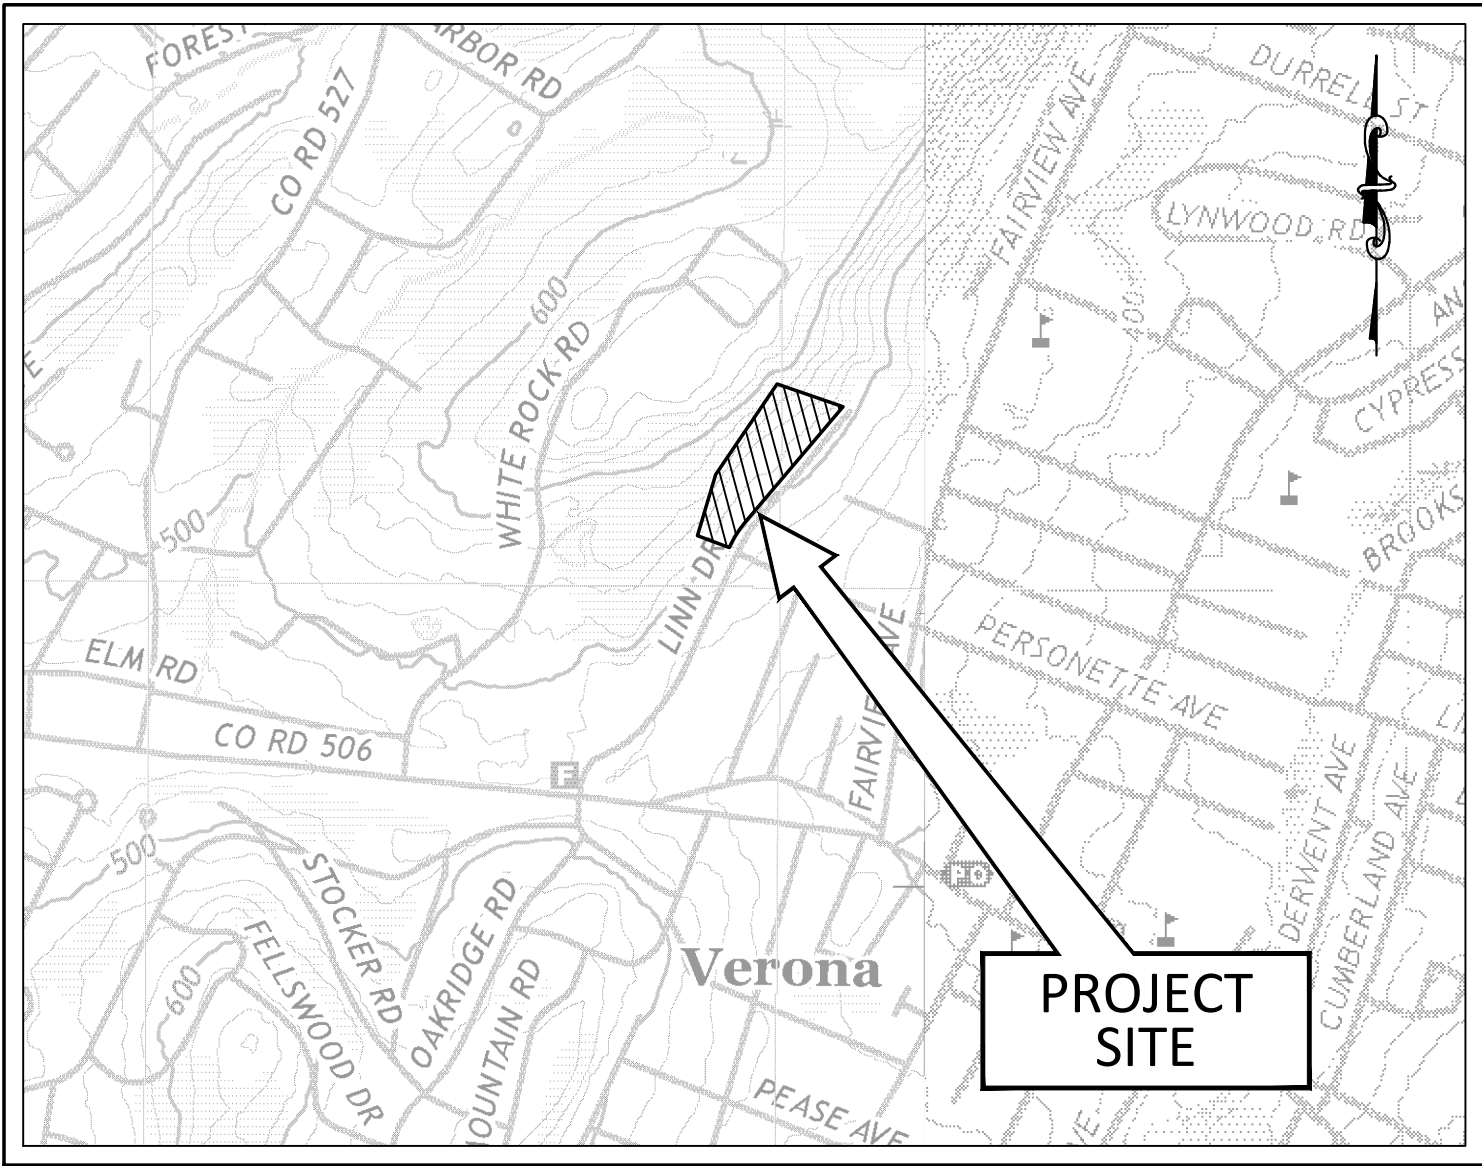 FOREST
ARBOR RD
DURRELL ST
CO RD 527
FAIRVIEW AVE
LYNWOOD RD
600
WHITE ROCK RD
CYPRESS
500
BROOKS
LINN DR
ELM RD
PERSONETTE AVE
CO RD 506
FAIRVIEW AVE
F
500
STOCKER RD
PO
DERWENT AVE
CUMBERLAND AVE
OAKRIDGE RD
FELLSWOOD DR
600
Verona
MOUNTAIN RD
PROJECT
SITE
PEASE AVE